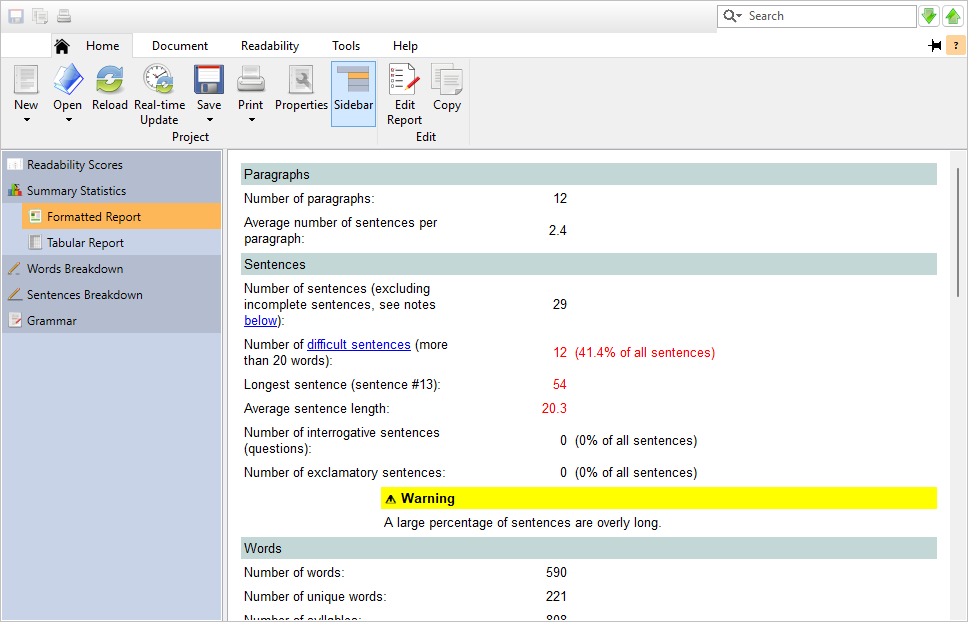 Search
Home Document Readability Tools Help
?
New Open Reload Real-time Update Save Print Properties Sidebar Edit Report Copy
Project Edit
Readability Scores
Summary Statistics
Formatted Report
Tabular Report
Words Breakdown
Sentences Breakdown
Grammar
Paragraphs
Number of paragraphs: 12
Average number of sentences per
paragraph: 2.4
Sentences
Number of sentences (excluding
incomplete sentences, see notes 29
below):
Number of difficult sentences (more
than 20 words): 12 (41.4% of all sentences)
Longest sentence (sentence #13): 54
Average sentence length: 20.3
Number of interrogative sentences
(questions): 0 (0% of all sentences)
Number of exclamatory sentences: 0 (0% of all sentences)
Warning
A large percentage of sentences are overly long.
Words
Number of words: 590
Number of unique words: 221
Number of syllables: 808